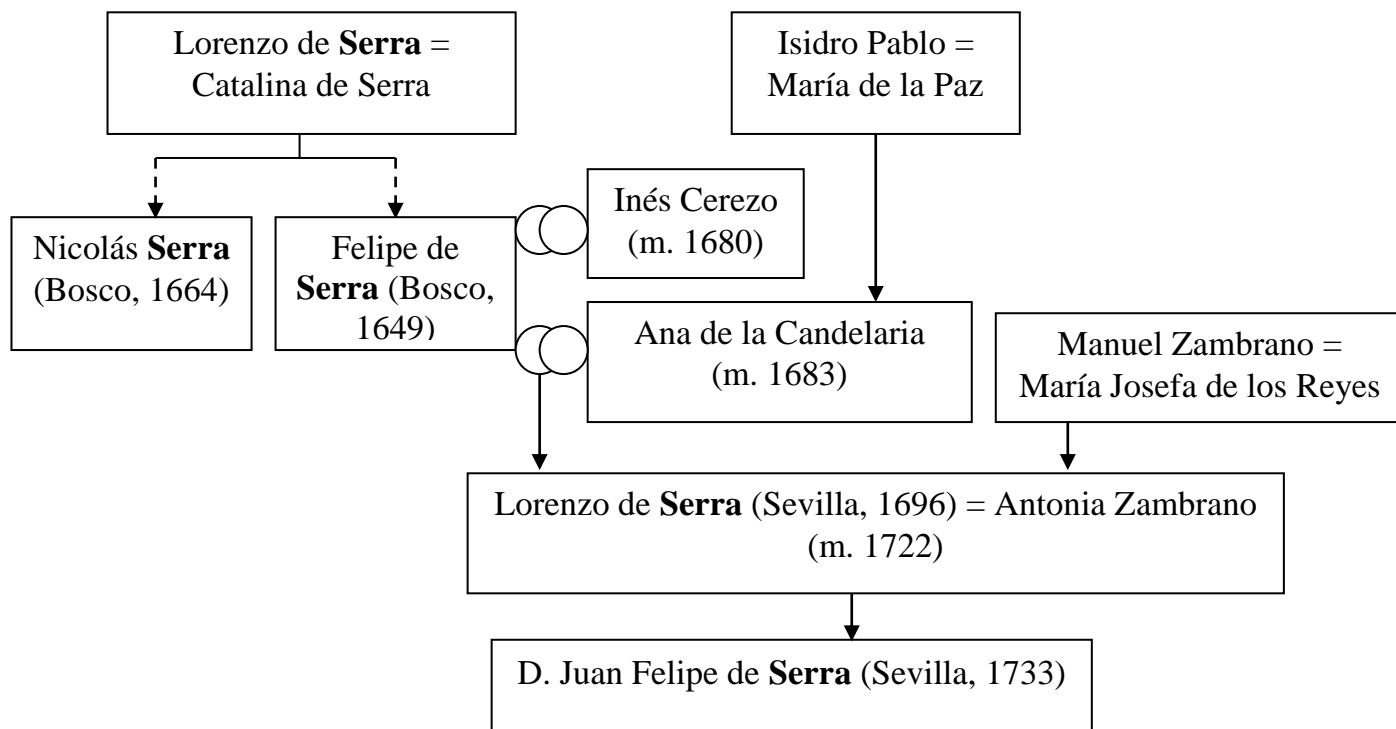 Lorenzo de Serra =
Catalina de Serra
Isidro Pablo =
María de la Paz
Nicolás Serra
(Bosco, 1664)
Felipe de
Serra (Bosco,
1649)
Inés Cerezo
(m. 1680)
Ana de la Candelaria
(m. 1683)
Manuel Zambrano =
María Josefa de los Reyes
Lorenzo de Serra (Sevilla, 1696) = Antonia Zambrano
(m. 1722)
D. Juan Felipe de Serra (Sevilla, 1733)